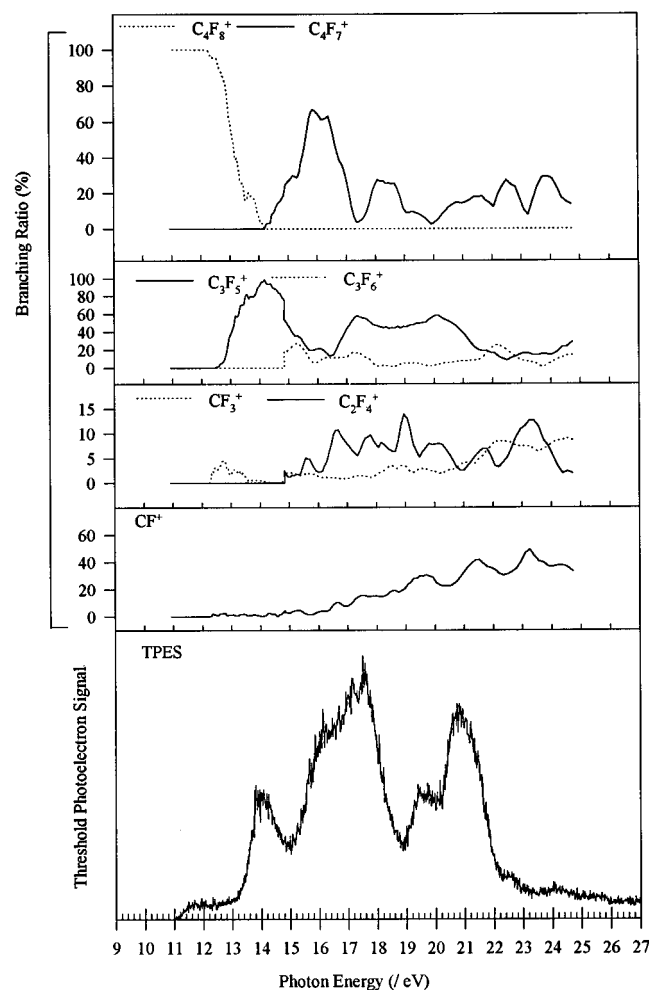 C₄F₈⁺ C₄F₇⁺
100
80
60
40
20
0
C₃F₅⁺ C₃F₆⁺
100
80
60
40
20
0
CF₃⁺ C₂F₄⁺
15
10
5
0
CF⁺
60
40
20
0
Branching Ratio (%)
TPES
Threshold Photoelectron Signal
9 10 11 12 13 14 15 16 17 18 19 20 21 22 23 24 25 26 27
Photon Energy (/ eV)